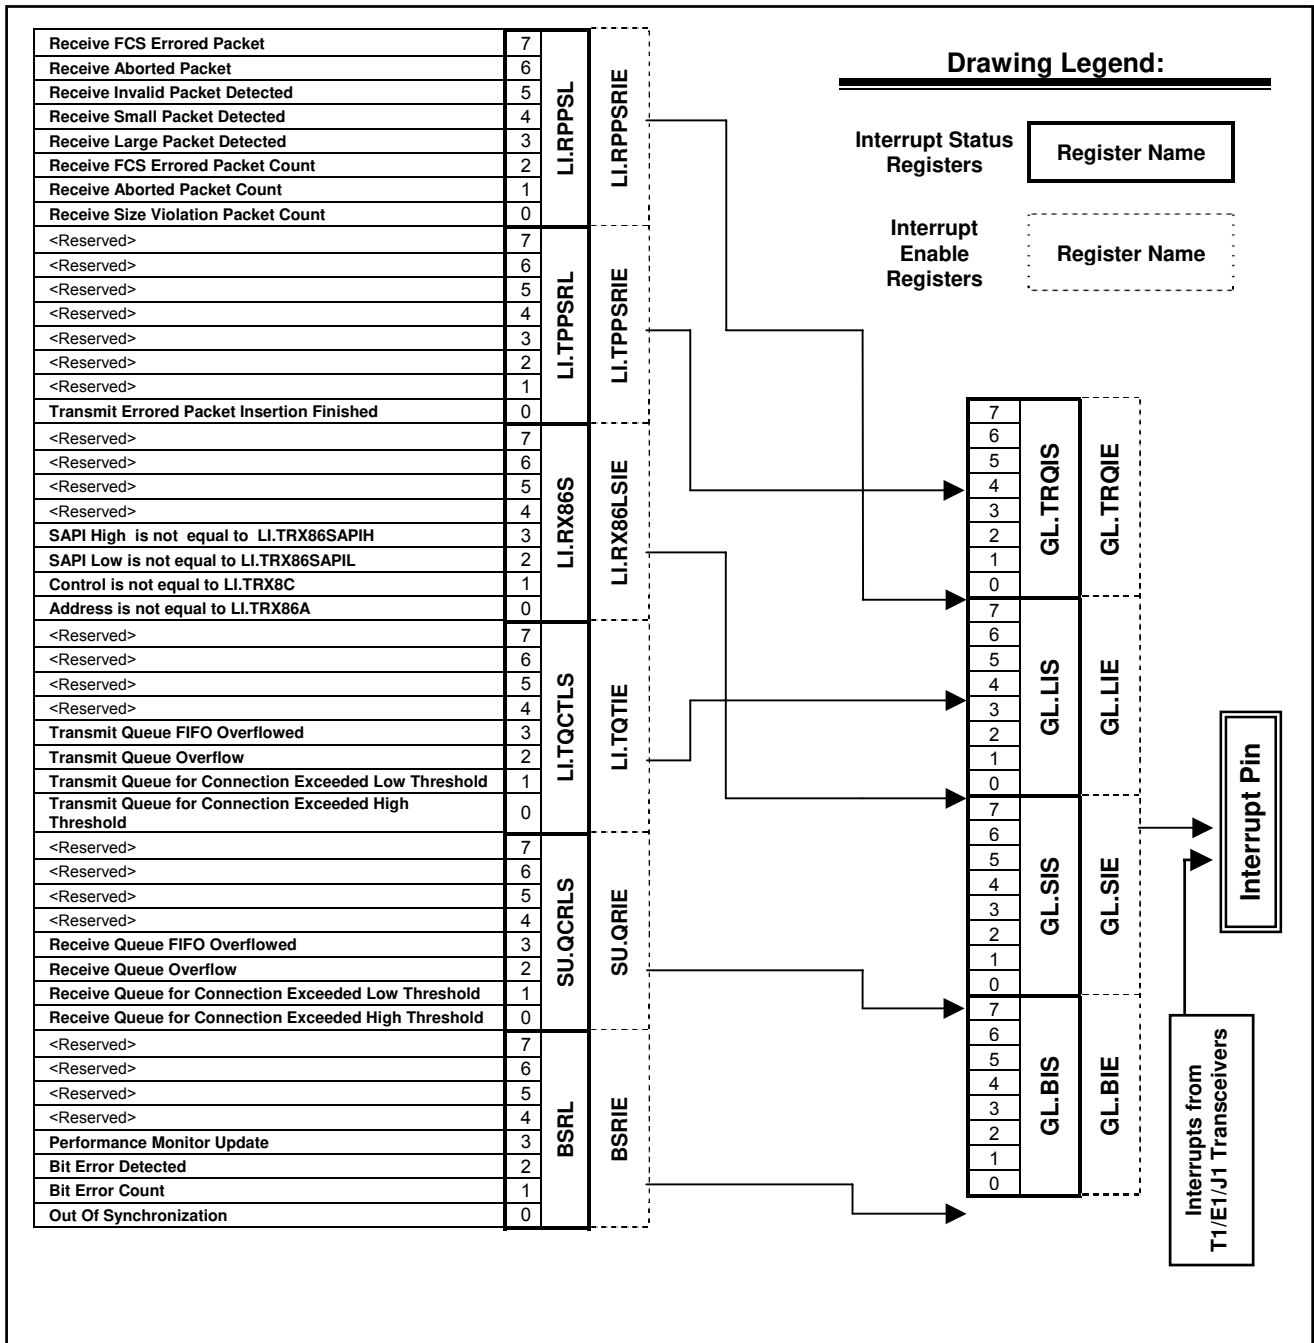 Receive FCS Errored Packet 7
Receive Aborted Packet 6
Receive Invalid Packet Detected 5
Receive Small Packet Detected 4
Receive Large Packet Detected 3
Receive FCS Errored Packet Count 2
Receive Aborted Packet Count 1
Receive Size Violation Packet Count 0
LI.RPPSL
LI.RPPSRIE
<Reserved> 7
<Reserved> 6
<Reserved> 5
<Reserved> 4
<Reserved> 3
<Reserved> 2
<Reserved> 1
Transmit Errored Packet Insertion Finished 0
LI.TPPSRL
LI.TPPSRIE
<Reserved> 7
<Reserved> 6
<Reserved> 5
<Reserved> 4
SAPI High is not equal to LI.TRX86SAPIH 3
SAPI Low is not equal to LI.TRX86SAPIL 2
Control is not equal to LI.TRX8C 1
Address is not equal to LI.TRX86A 0
LI.RX86S
LI.RX86LSIE
<Reserved> 7
<Reserved> 6
<Reserved> 5
<Reserved> 4
Transmit Queue FIFO Overflowed 3
Transmit Queue Overflow 2
Transmit Queue for Connection Exceeded Low Threshold 1
Transmit Queue for Connection Exceeded High
Threshold 0
LI.TQCTLS
LI.TQTIE
<Reserved> 7
<Reserved> 6
<Reserved> 5
<Reserved> 4
Receive Queue FIFO Overflowed 3
Receive Queue Overflow 2
Receive Queue for Connection Exceeded Low Threshold 1
Receive Queue for Connection Exceeded High Threshold 0
SU.QCRLS
SU.QRIE
<Reserved> 7
<Reserved> 6
<Reserved> 5
<Reserved> 4
Performance Monitor Update 3
Bit Error Detected 2
Bit Error Count 1
Out Of Synchronization 0
BSRL
BSRIE
Drawing Legend:
Interrupt Status
Registers
Register Name
Interrupt
Enable
Registers
Register Name
7
6
5
4
3
2
1
0
GL.TRQIS
GL.TRQIE
7
6
5
4
3
2
1
0
GL.LIS
GL.LIE
7
6
5
4
3
2
1
0
GL.SIS
GL.SIE
7
6
5
4
3
2
1
0
GL.BIS
GL.BIE
Interrupt Pin
Interrupts from
T1/E1/J1 Transceivers